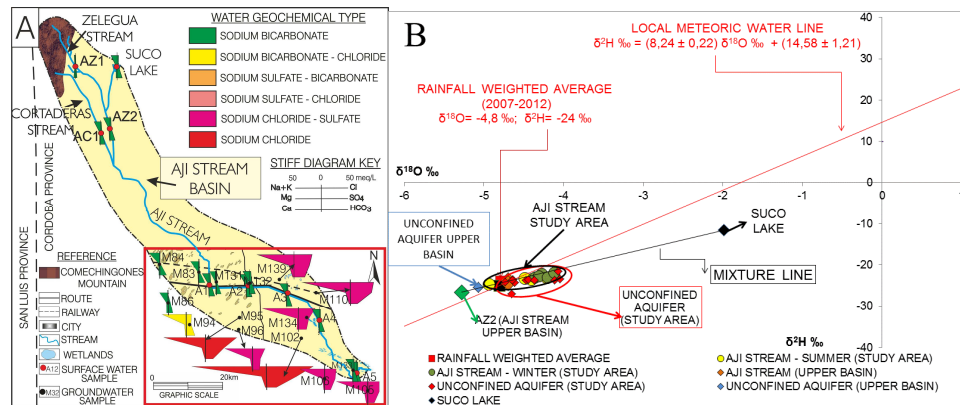 A
ZELEGUA
STREAM
AZ1
SUCO
LAKE
CORTADERAS
STREAM
AC1
AZ2
AJI STREAM
BASIN
AJI STREAM
SAN LUIS PROVINCE
CORDOBA PROVINCE
WATER GEOCHEMICAL TYPE
SODIUM BICARBONATE
SODIUM BICARBONATE - CHLORIDE
SODIUM SULFATE - BICARBONATE
SODIUM SULFATE - CHLORIDE
SODIUM CHLORIDE - SULFATE
SODIUM CHLORIDE
STIFF DIAGRAM KEY
50 0 50 meq/L
Na+K Cl
Mg SO4
Ca HCO3
REFERENCE
COMECHINGONES
MOUNTAIN
ROUTE
RAILWAY
CITY
STREAM
WETLANDS
A12 SURFACE WATER
SAMPLE
M32 GROUNDWATER
SAMPLE
M84
M83
M86
M139
M110
N
A1
A2
A3
A4
A5
M94
M95
M96
M134
M102
M105
M106
0 20km
GRAPHIC SCALE
B
LOCAL METEORIC WATER LINE
δ²H ‰ = (8,24 ± 0,22) δ¹⁸O ‰ + (14,58 ± 1,21)
RAINFALL WEIGHTED AVERAGE
(2007-2012)
δ¹⁸O= -4,8 ‰; δ²H= -24 ‰
δ¹⁸O ‰
-6 -5 -4 -3 -2 -1 0 1
40
30
20
10
0
-10
-20
-30
-40
UNCONFINED
AQUIFER UPPER
BASIN
AJI STREAM
STUDY AREA
SUCO
LAKE
MIXTURE LINE
UNCONFINED
AQUIFER
(STUDY AREA)
AZ2 (AJI STREAM
UPPER BASIN)
δ²H ‰
RAINFALL WEIGHTED AVERAGE
AJI STREAM - WINTER (STUDY AREA)
UNCONFINED AQUIFER (STUDY AREA)
SUCO LAKE
AJI STREAM - SUMMER (STUDY AREA)
AJI STREAM (UPPER BASIN)
UNCONFINED AQUIFER (UPPER BASIN)